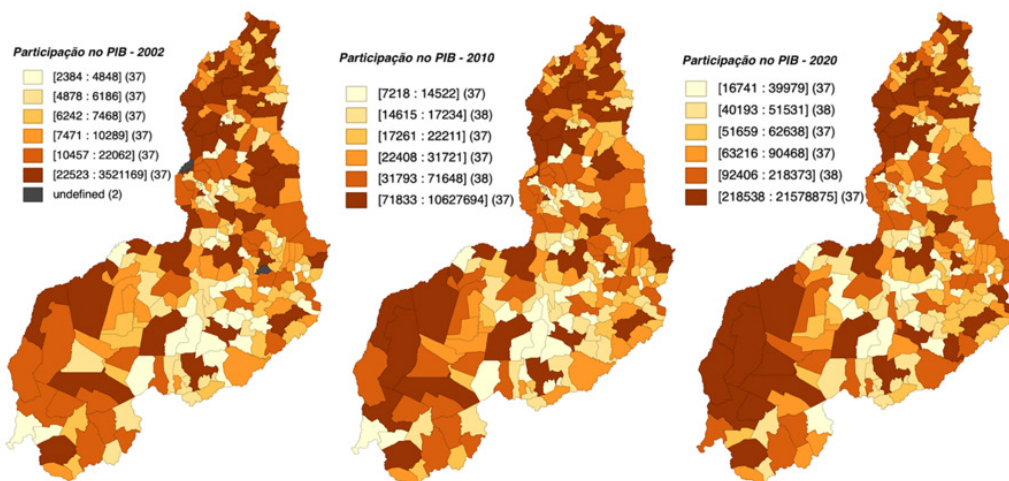 Participação no PIB - 2002
[2384 : 4848] (37)
[4878 : 6186] (37)
[6242 : 7468] (37)
[7471 : 10289] (37)
[10457 : 22062] (37)
[22523 : 3521169] (37)
undefined (2)
Participação no PIB - 2010
[7218 : 14522] (37)
[14615 : 17234] (38)
[17261 : 22211] (37)
[22408 : 31721] (37)
[31793 : 71648] (38)
[71833 : 10627694] (37)
Participação no PIB - 2020
[16741 : 39979] (37)
[40193 : 51531] (38)
[51659 : 62638] (37)
[63216 : 90468] (37)
[92406 : 218373] (38)
[218538 : 21578875] (37)